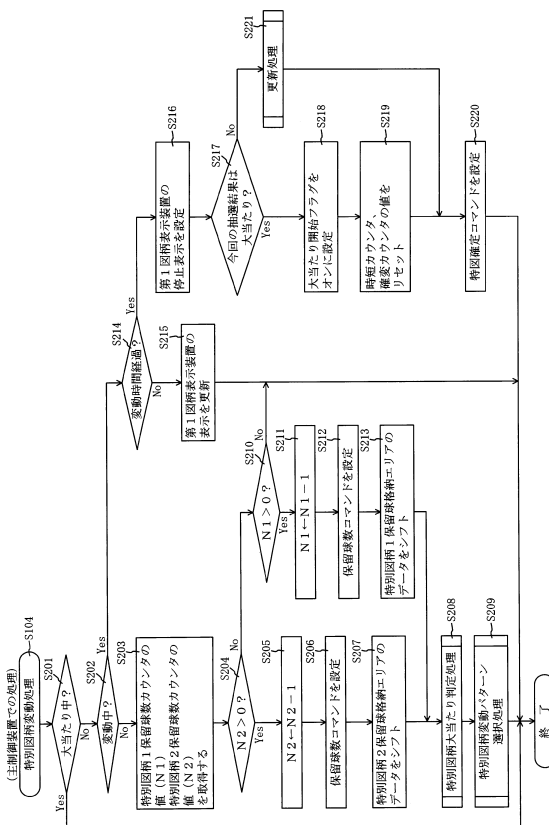 (主制御装置での処理)
特別図柄変動処理
S104
S201
大当たり中?
Yes
No
S202
変動中?
Yes
No
S203
特別図柄1保留球数カウンタの
値(N1)
特別図柄2保留球数カウンタの
値(N2)
を取得する
S204
N2>0?
No
Yes
S205
N2←N2-1
S206
保留球数コマンドを設定
S207
特別図柄2保留球格納エリアの
データをシフト
S210
N1>0?
No
Yes
S211
N1←N1-1
S212
保留球数コマンドを設定
S213
特別図柄1保留球格納エリアの
データをシフト
S208
特別図柄大当たり判定処理
S209
特別図柄変動パターン
選択処理
S214
変動時間経過?
Yes
No
S215
第1図柄表示装置の
表示を更新
S216
第1図柄表示装置の
停止表示を設定
S217
今回の抽選結果は
大当たり?
No
Yes
S218
大当たり開始フラグを
オンに設定
S219
時短カウンタ、
確変カウンタの値を
リセット
S221
更新処理
S220
特図確定コマンドを設定
終了